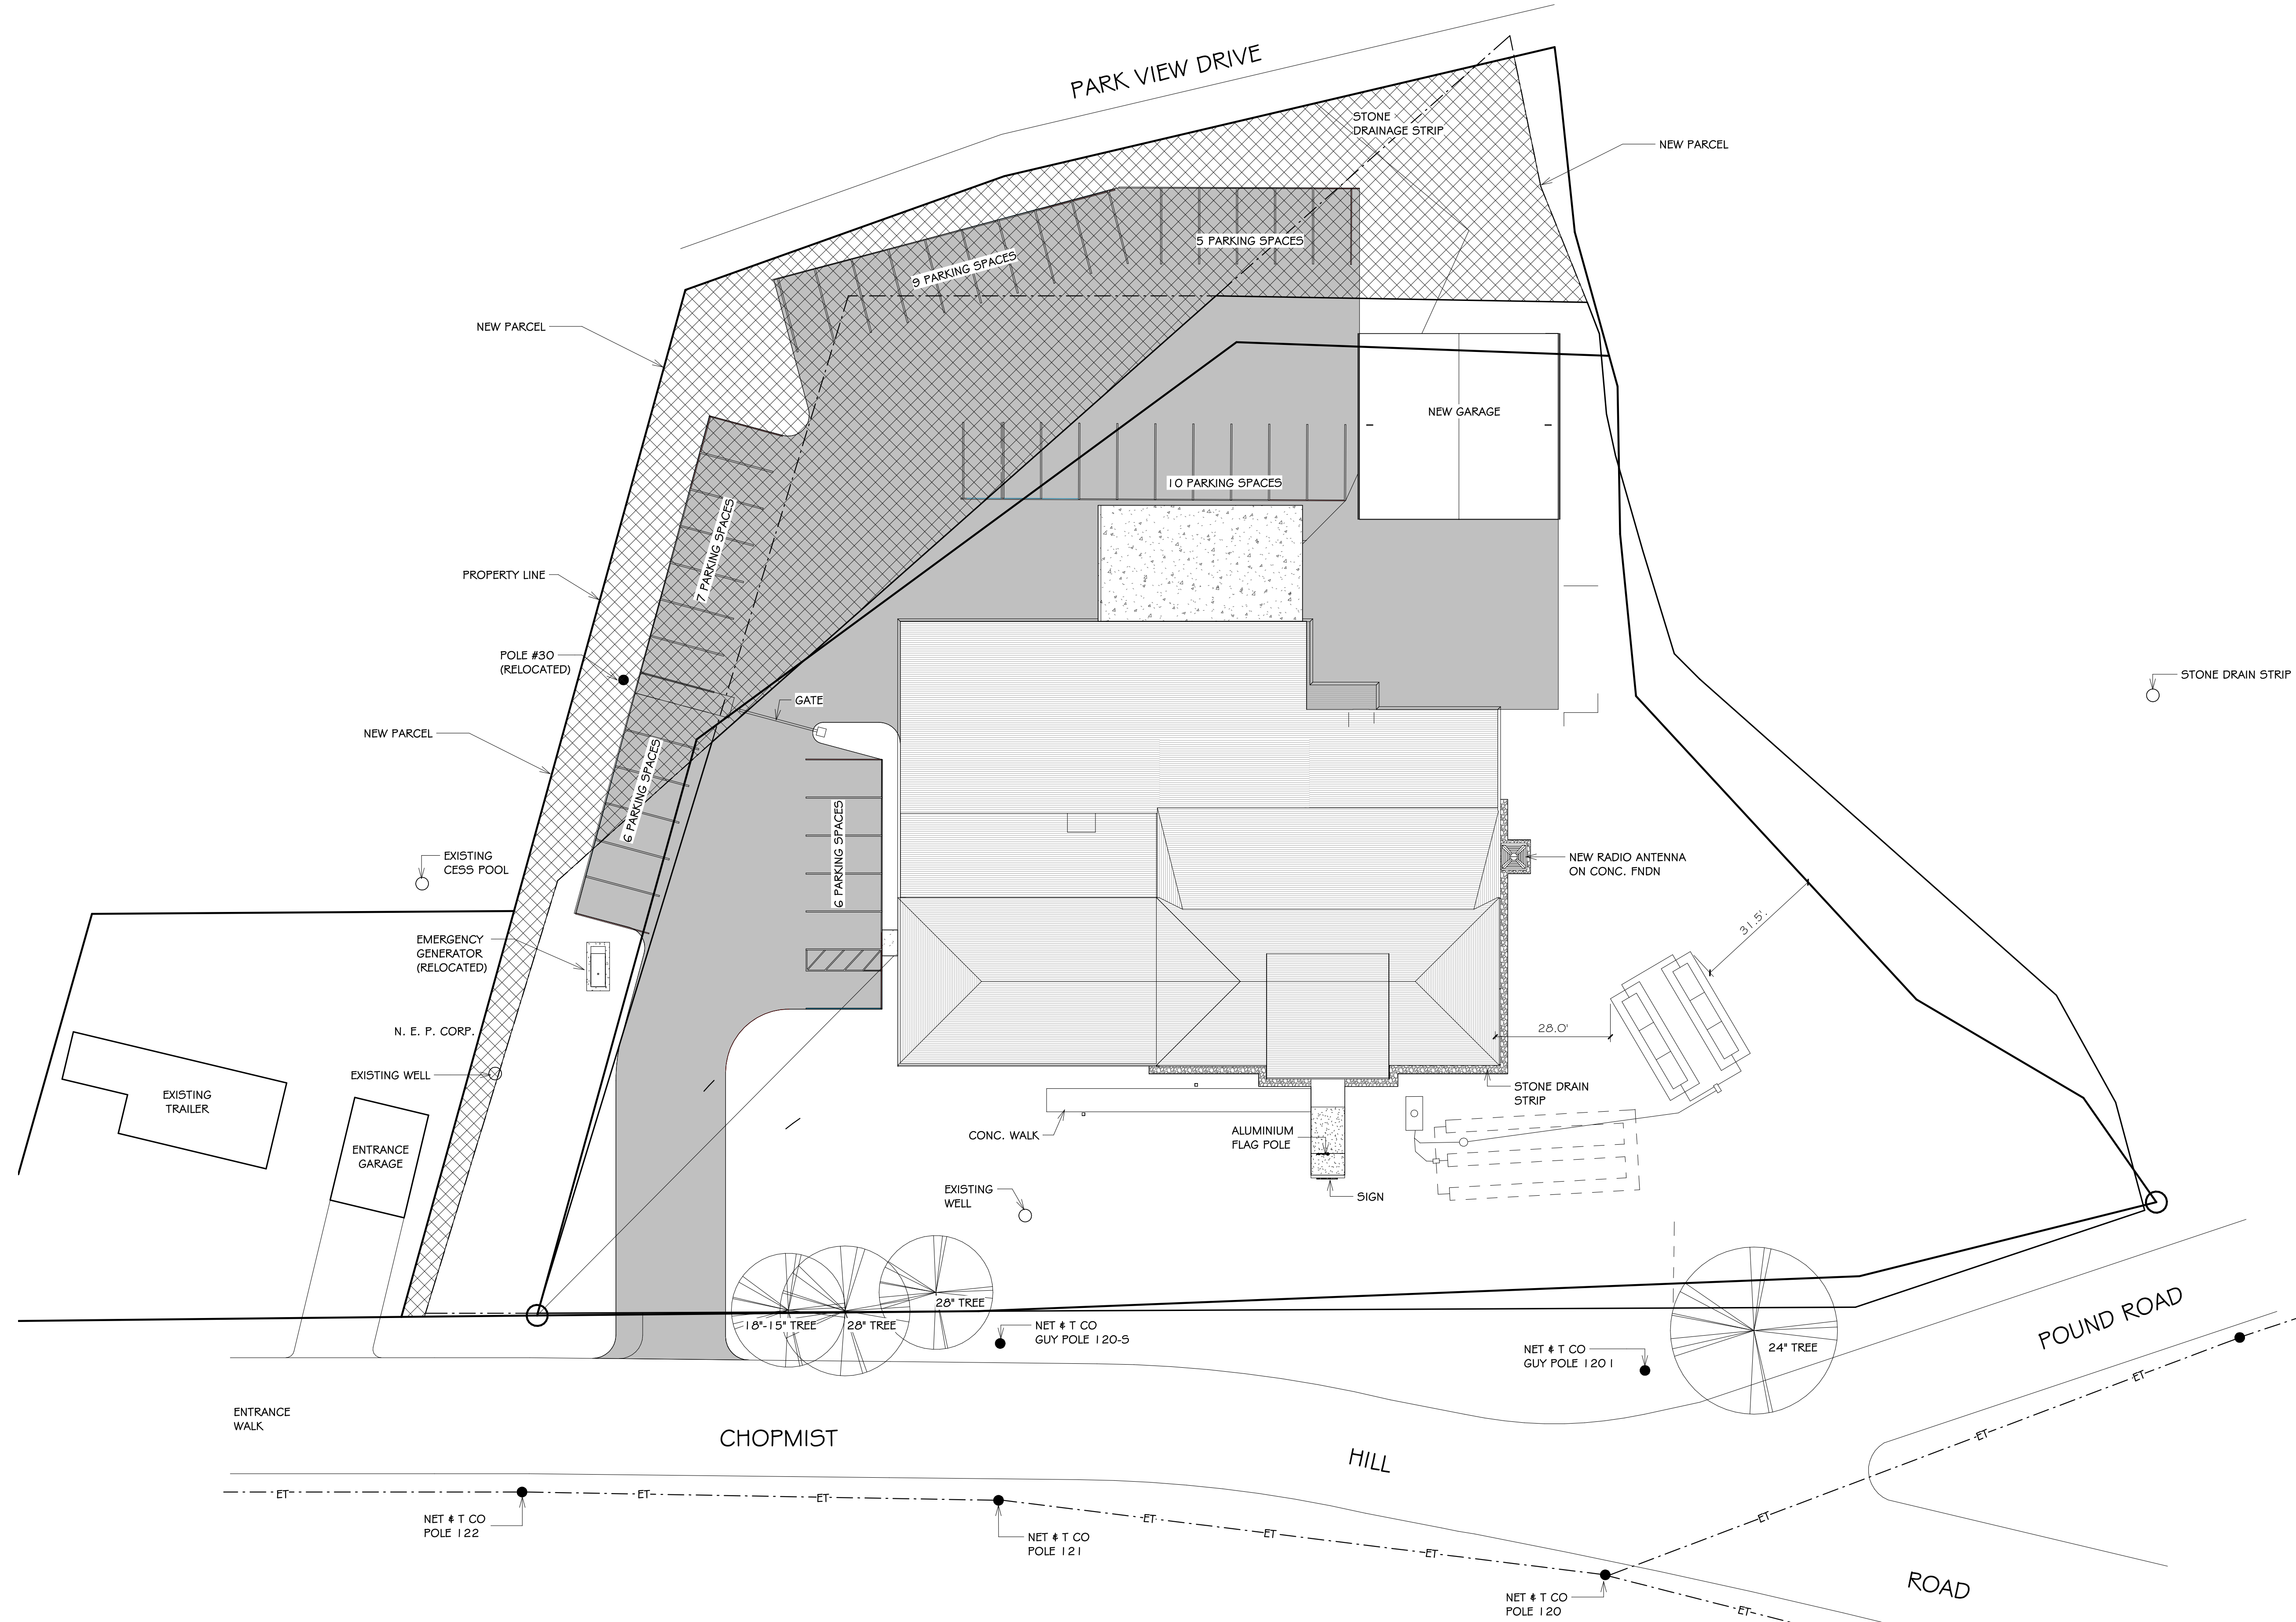 PARK VIEW DRIVE
STONE
DRAINAGE STRIP
NEW PARCEL
5 PARKING SPACES
9 PARKING SPACES
NEW PARCEL
NEW GARAGE
10 PARKING SPACES
7 PARKING SPACES
PROPERTY LINE
POLE #30
(RELOCATED)
STONE DRAIN STRIP
GATE
NEW PARCEL
6 PARKING SPACES
6 PARKING SPACES
EXISTING
CESS POOL
NEW RADIO ANTENNA
ON CONC. FNDN
31.5'
EMERGENCY
GENERATOR
(RELOCATED)
N. E. P. CORP.
28.0'
EXISTING WELL
EXISTING
TRAILER
STONE DRAIN
STRIP
CONC. WALK
ALUMINIUM
FLAG POLE
ENTRANCE
GARAGE
EXISTING
WELL
SIGN
28" TREE
18"-15" TREE
28" TREE
NET & T CO
GUY POLE 120-S
NET & T CO
GUY POLE 1201
24" TREE
POUND ROAD
ET
ET
ENTRANCE
WALK
CHOPMIST
HILL
ROAD
ET
ET
ET
ET
ET
ET
ET
ET
NET & T CO
POLE 122
NET & T CO
POLE 121
NET & T CO
POLE 120